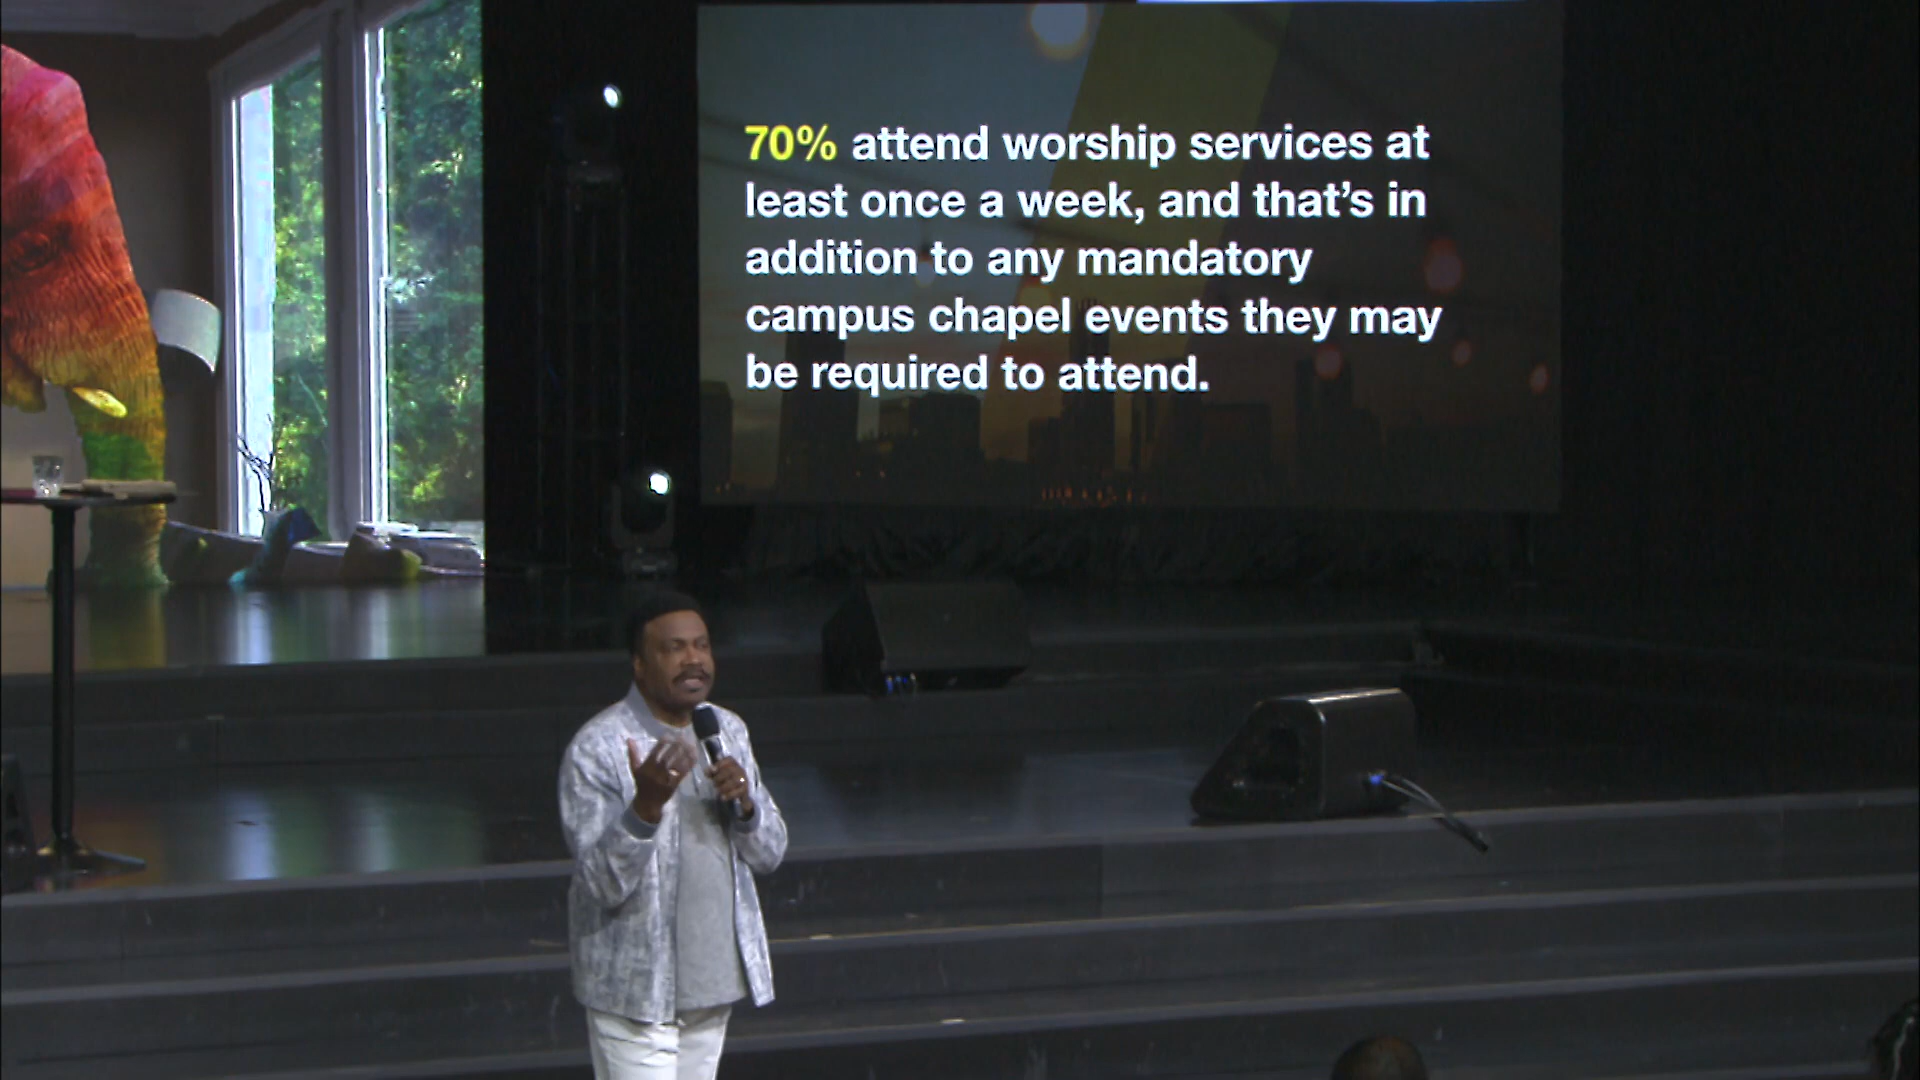 70% attend worship services at
least once a week, and that’s in
addition to any mandatory
campus chapel events they may
be required to attend.